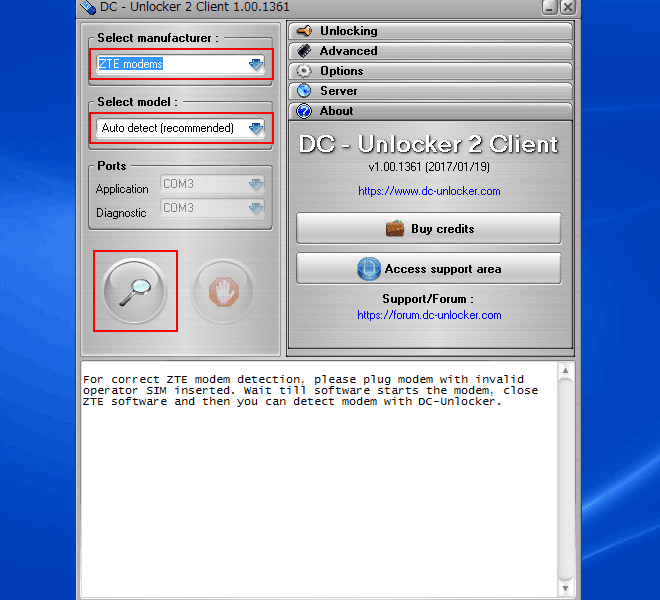 DC - Unlocker 2 Client 1.00.1361
Select manufacturer :
ZTE modems
Select model :
Auto detect (recommended)
Ports
Application COM3
Diagnostic COM3
Unlocking
Advanced
Options
Server
About
DC - Unlocker 2 Client
v1.00.1361 (2017/01/19)
https://www.dc-unlocker.com
Buy credits
Access support area
Support/Forum :
https://forum.dc-unlocker.com
For correct ZTE modem detection, please plug modem with invalid
operator SIM inserted. Wait till software starts the modem, close
ZTE software and then you can detect modem with DC-Unlocker.